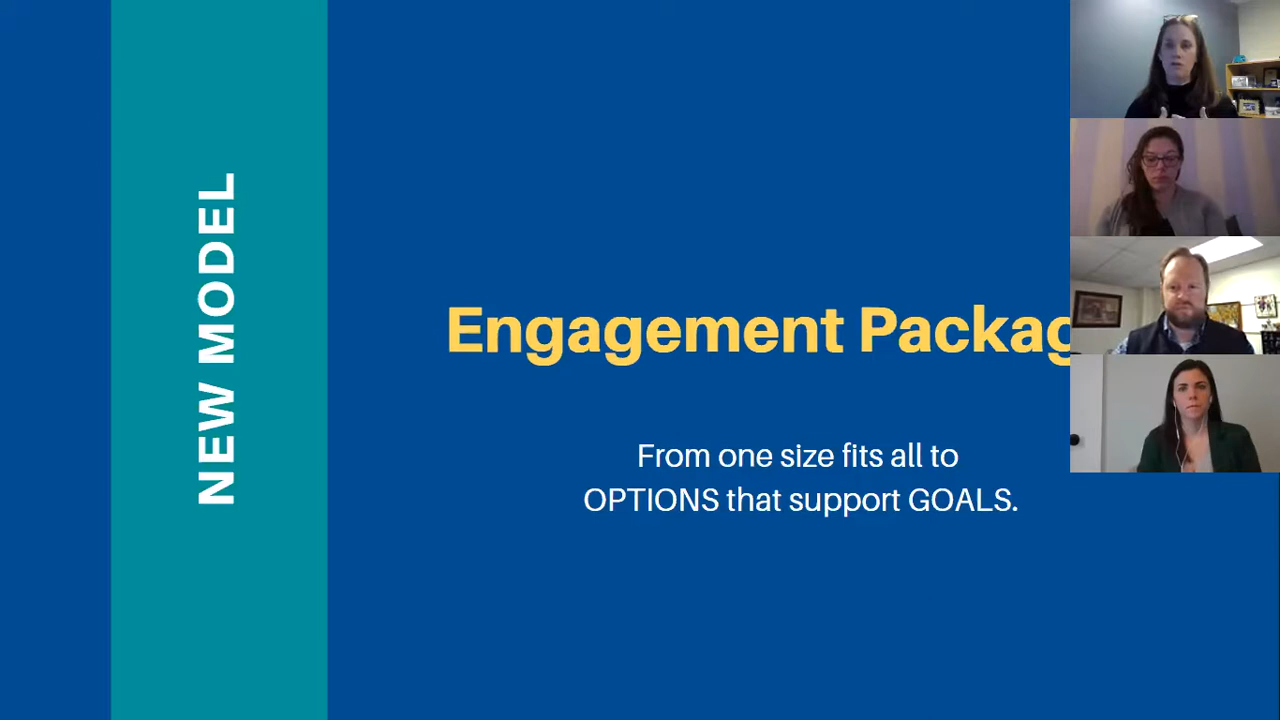 NEW MODEL
Engagement Packag
From one size fits all to
OPTIONS that support GOALS.